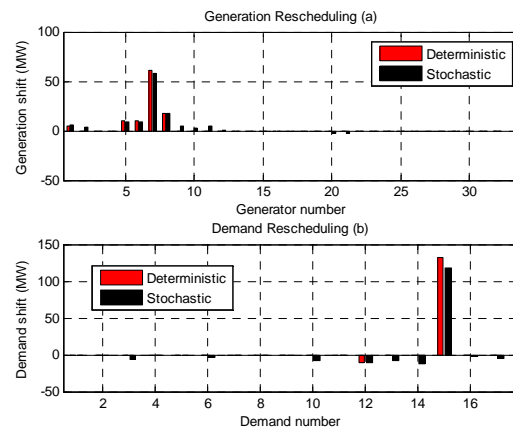 Generation Rescheduling (a)
Generation shift (MW)
100
50
0
-50
Deterministic
Stochastic
5 10 15 20 25 30
Generator number
Demand Rescheduling (b)
Demand shift (MW)
150
100
50
0
-50
Deterministic
Stochastic
2 4 6 8 10 12 14 16
Demand number